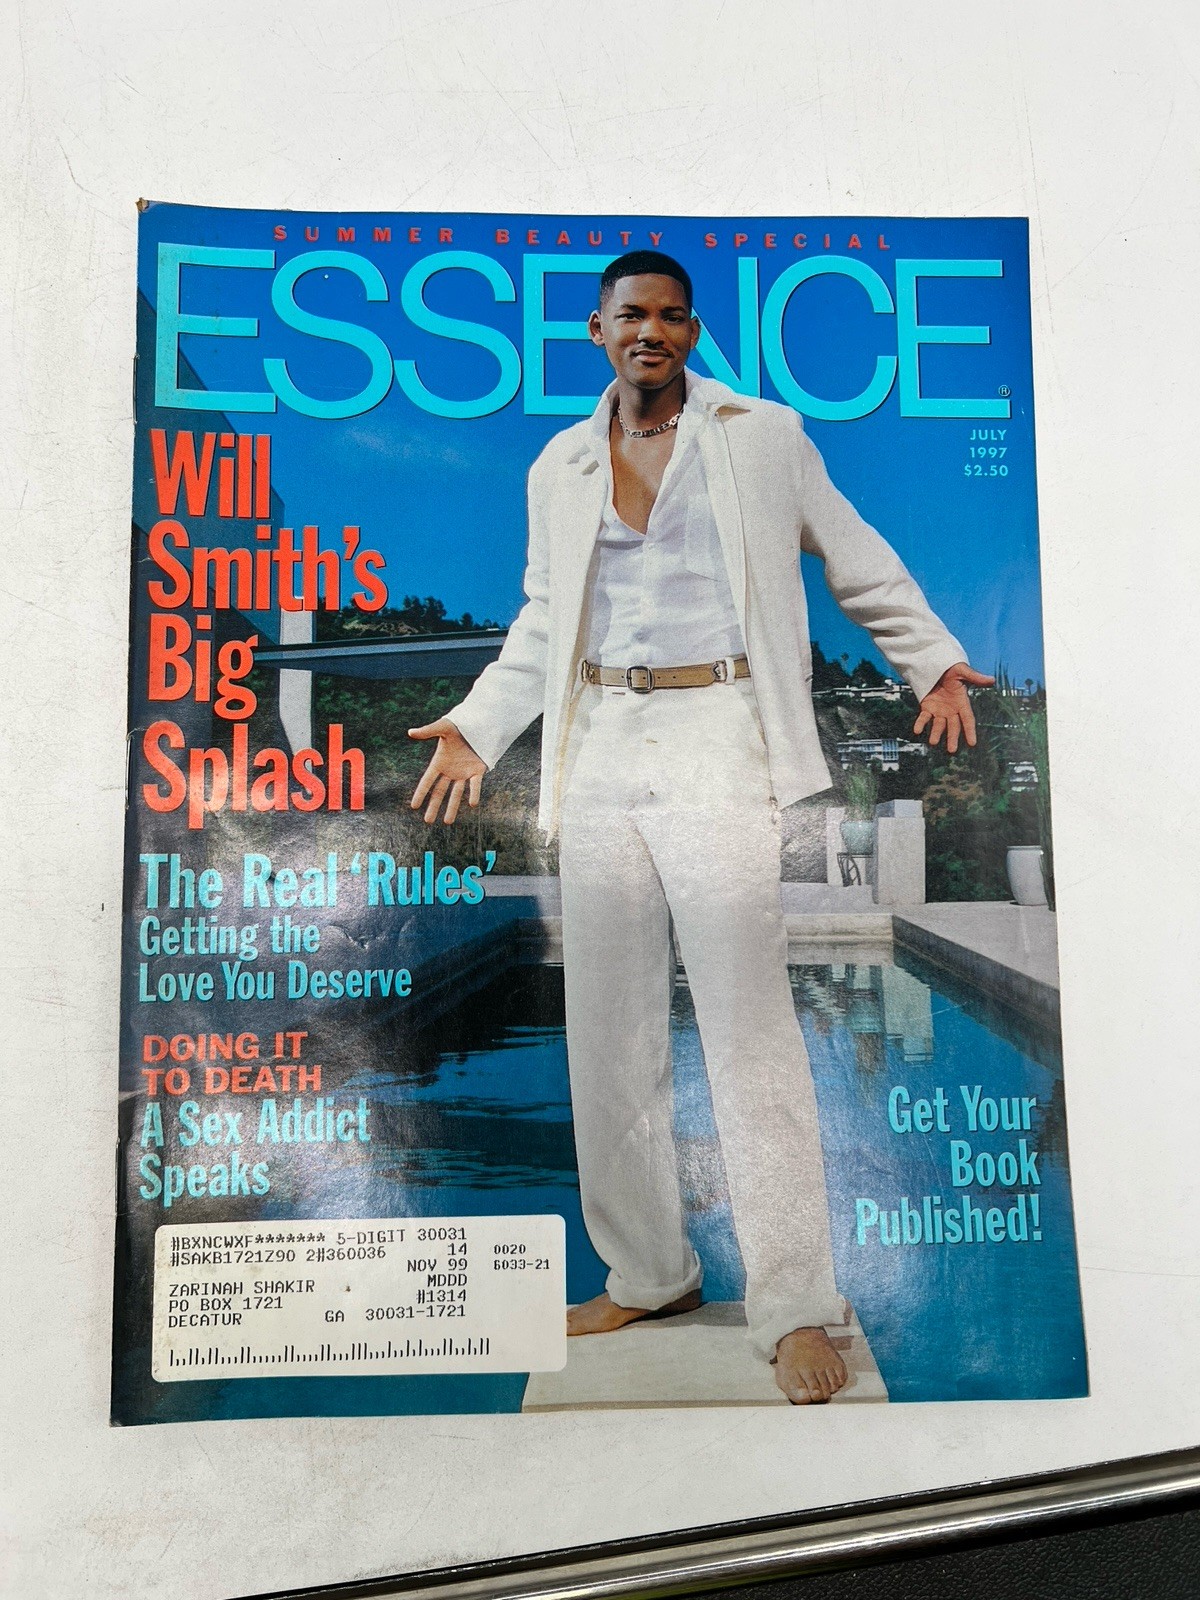 SUMMER BEAUTY SPECIAL
ESSENCE®
JULY
1997
$2.50
Will
Smith's
Big
Splash
The Real 'Rules'
Getting the
Love You Deserve
DOING IT
TO DEATH
A Sex Addict
Speaks
Get Your
Book
Published!
#BXNCWXF******* 5-DIGIT 30031
#SAKB1721Z90 2#360036 14 0020
NOV 99 6033-21
ZARINAH SHAKIR MDDD
PO BOX 1721 #1314
DECATUR GA 30031-1721